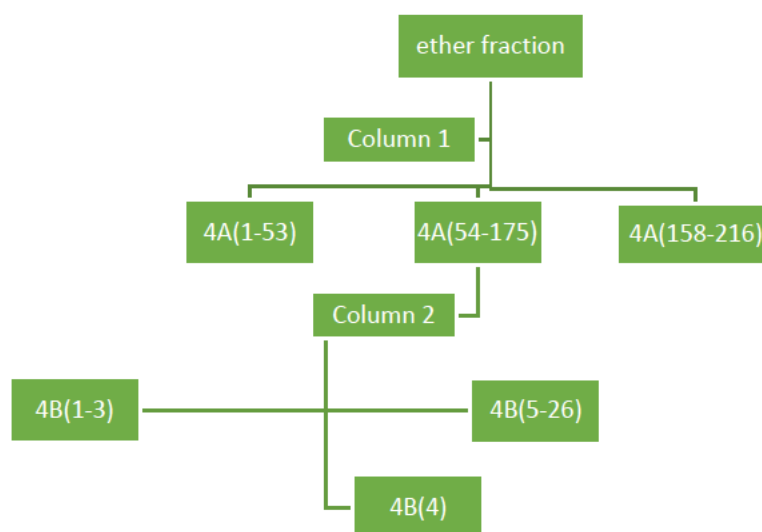 ether fraction
Column 1
4A(1-53)
4A(54-175)
4A(158-216)
Column 2
4B(1-3)
4B(5-26)
4B(4)